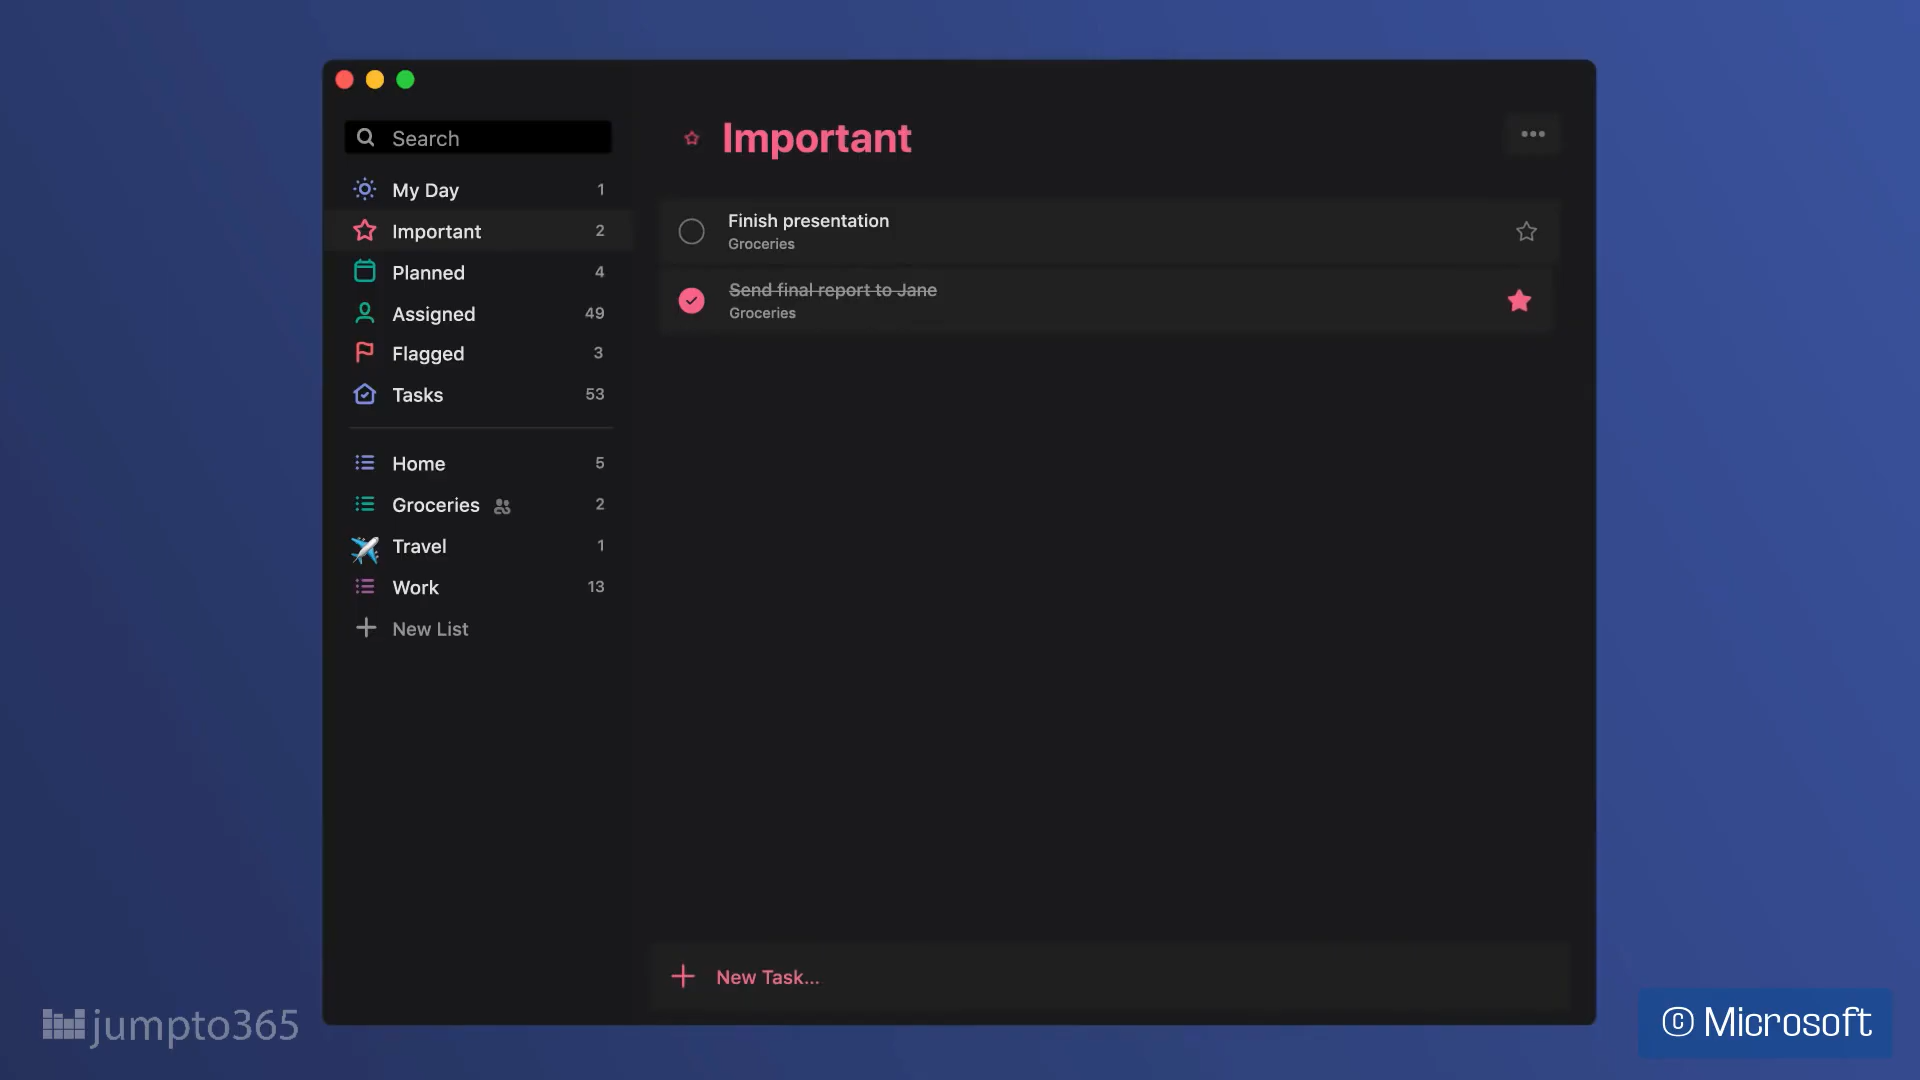 Search
My Day 1
Important 2
Planned 4
Assigned 49
Flagged 3
Tasks 53
Home 5
Groceries 2
Travel 1
Work 13
New List
Important
Finish presentation
Groceries
Send final report to Jane
Groceries
New Task...
jumpto365
© Microsoft